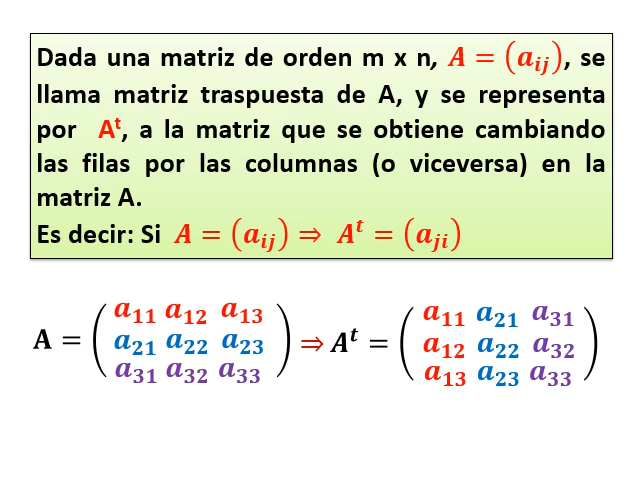 Dada una matriz de orden m x n, A = (aᵢⱼ), se
llama matriz traspuesta de A, y se representa
por Aᵗ, a la matriz que se obtiene cambiando
las filas por las columnas (o viceversa) en la
matriz A.
Es decir: Si A = (aᵢⱼ) ⇒ Aᵗ = (aⱼᵢ)
a₁₁ a₁₂ a₁₃ a₁₁ a₂₁ a₃₁
A = ( a₂₁ a₂₂ a₂₃ ) ⇒ Aᵗ = ( a₁₂ a₂₂ a₃₂ )
a₃₁ a₃₂ a₃₃ a₁₃ a₂₃ a₃₃